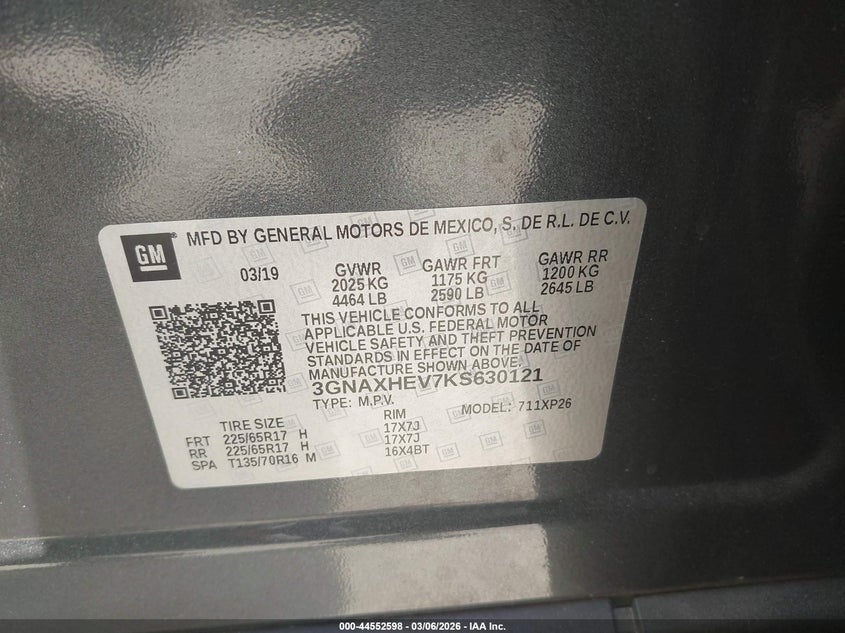 GM
MFD BY GENERAL MOTORS DE MEXICO, S. DE R.L. DE C.V.
03/19 GVWR GAWR FRT GAWR RR
2025 KG 1175 KG 1200 KG
4464 LB 2590 LB 2645 LB
THIS VEHICLE CONFORMS TO ALL
APPLICABLE U.S. FEDERAL MOTOR
VEHICLE SAFETY AND THEFT PREVENTION
STANDARDS IN EFFECT ON THE DATE OF
MANUFACTURE SHOWN ABOVE.
3GNAXHEV7KS630121
TYPE: M.P.V. MODEL: 711XP26
TIRE SIZE RIM
FRT 225/65R17 H 17X7J
RR 225/65R17 H 17X7J
SPA T135/70R16 M 16X4BT
000-44552598 - 03/06/2026 - IAA Inc.